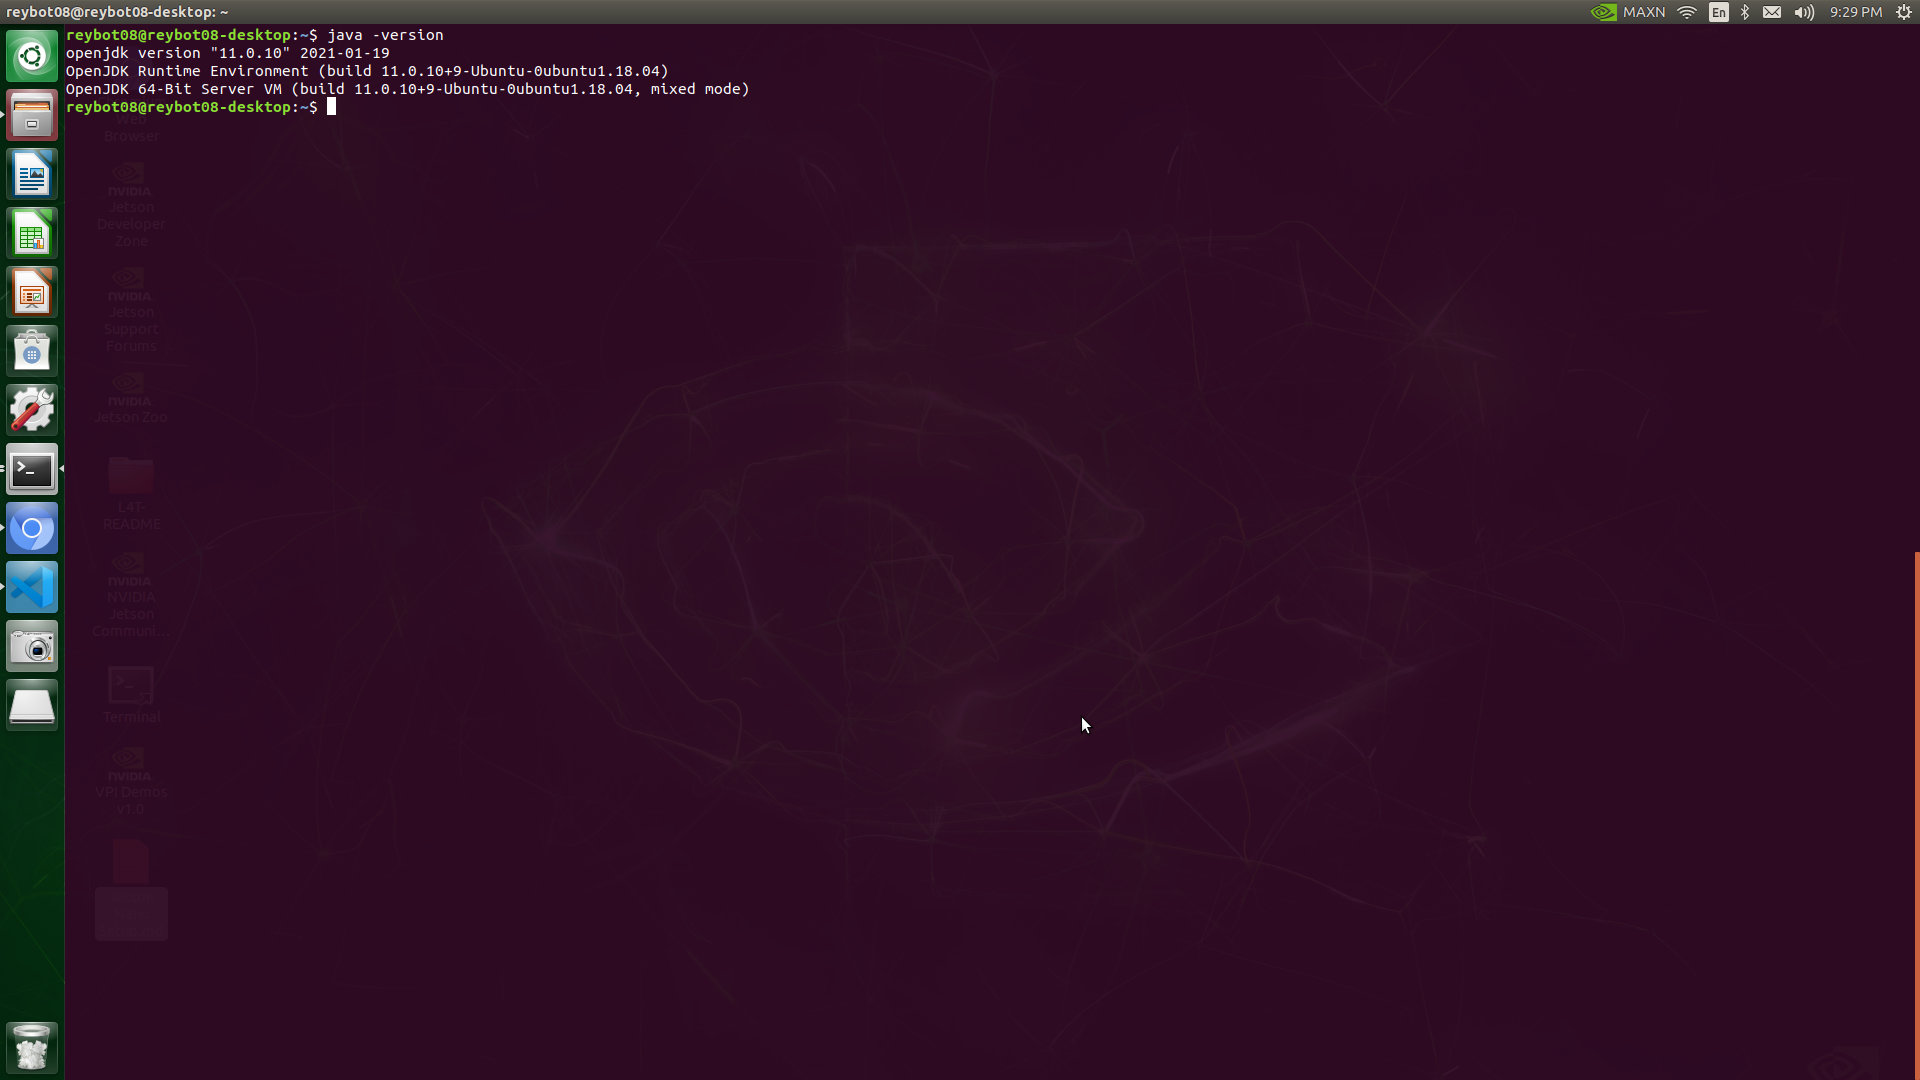 reybot08@reybot08-desktop: ~
MAXN
En
9:29 PM
reybot08@reybot08-desktop:~$ java -version
openjdk version "11.0.10" 2021-01-19
OpenJDK Runtime Environment (build 11.0.10+9-Ubuntu-0ubuntu1.18.04)
OpenJDK 64-Bit Server VM (build 11.0.10+9-Ubuntu-0ubuntu1.18.04, mixed mode)
reybot08@reybot08-desktop:~$
Web
Browser
NVIDIA
Jetson
Developer
Zone
NVIDIA
Jetson
Support
Forums
NVIDIA
Jetson Zoo
L4T-
README
NVIDIA
NVIDIA
Jetson
Communi...
Terminal
NVIDIA
VPI Demos
v1.0